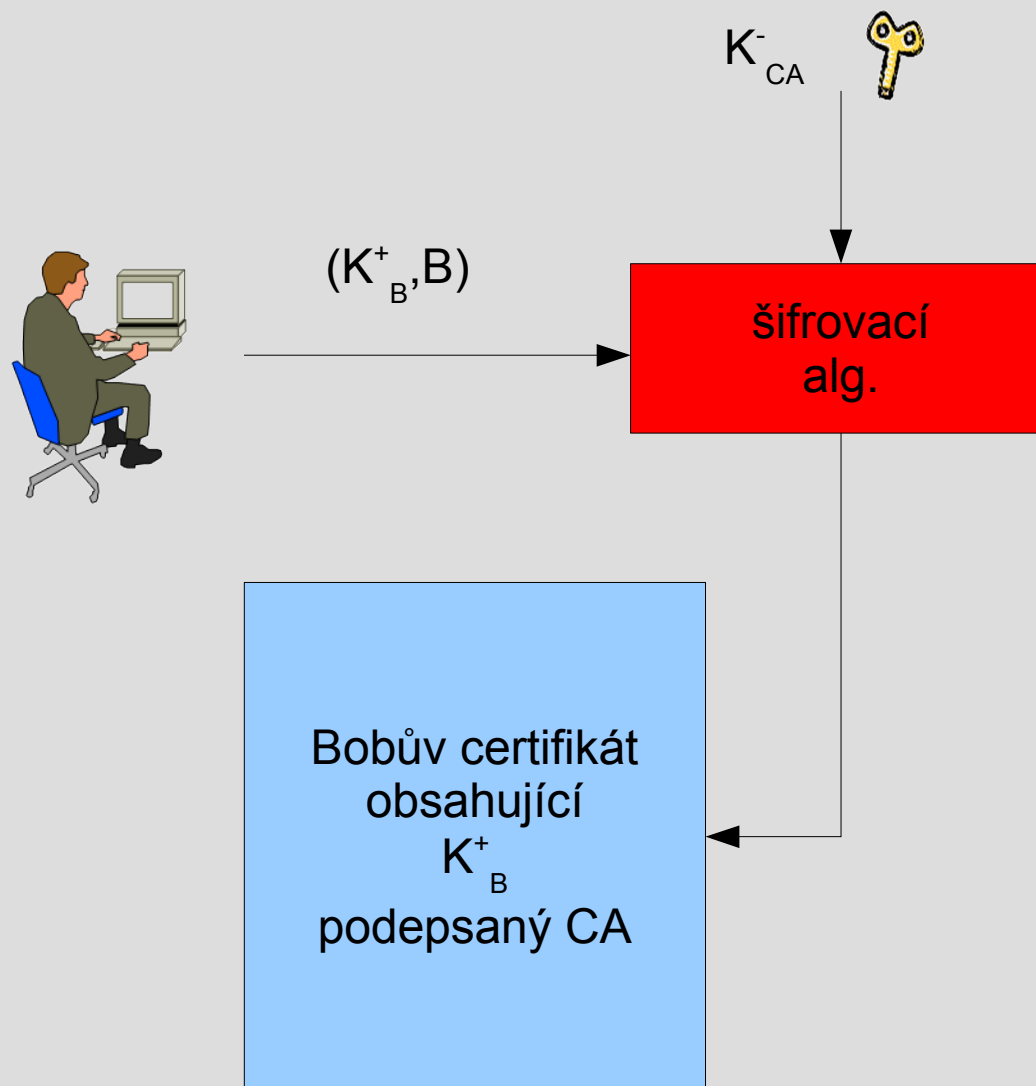 K⁻CA
(K⁺B,B)
šifrovací
alg.
Bobův certifikát
obsahující
K⁺B
podepsaný CA